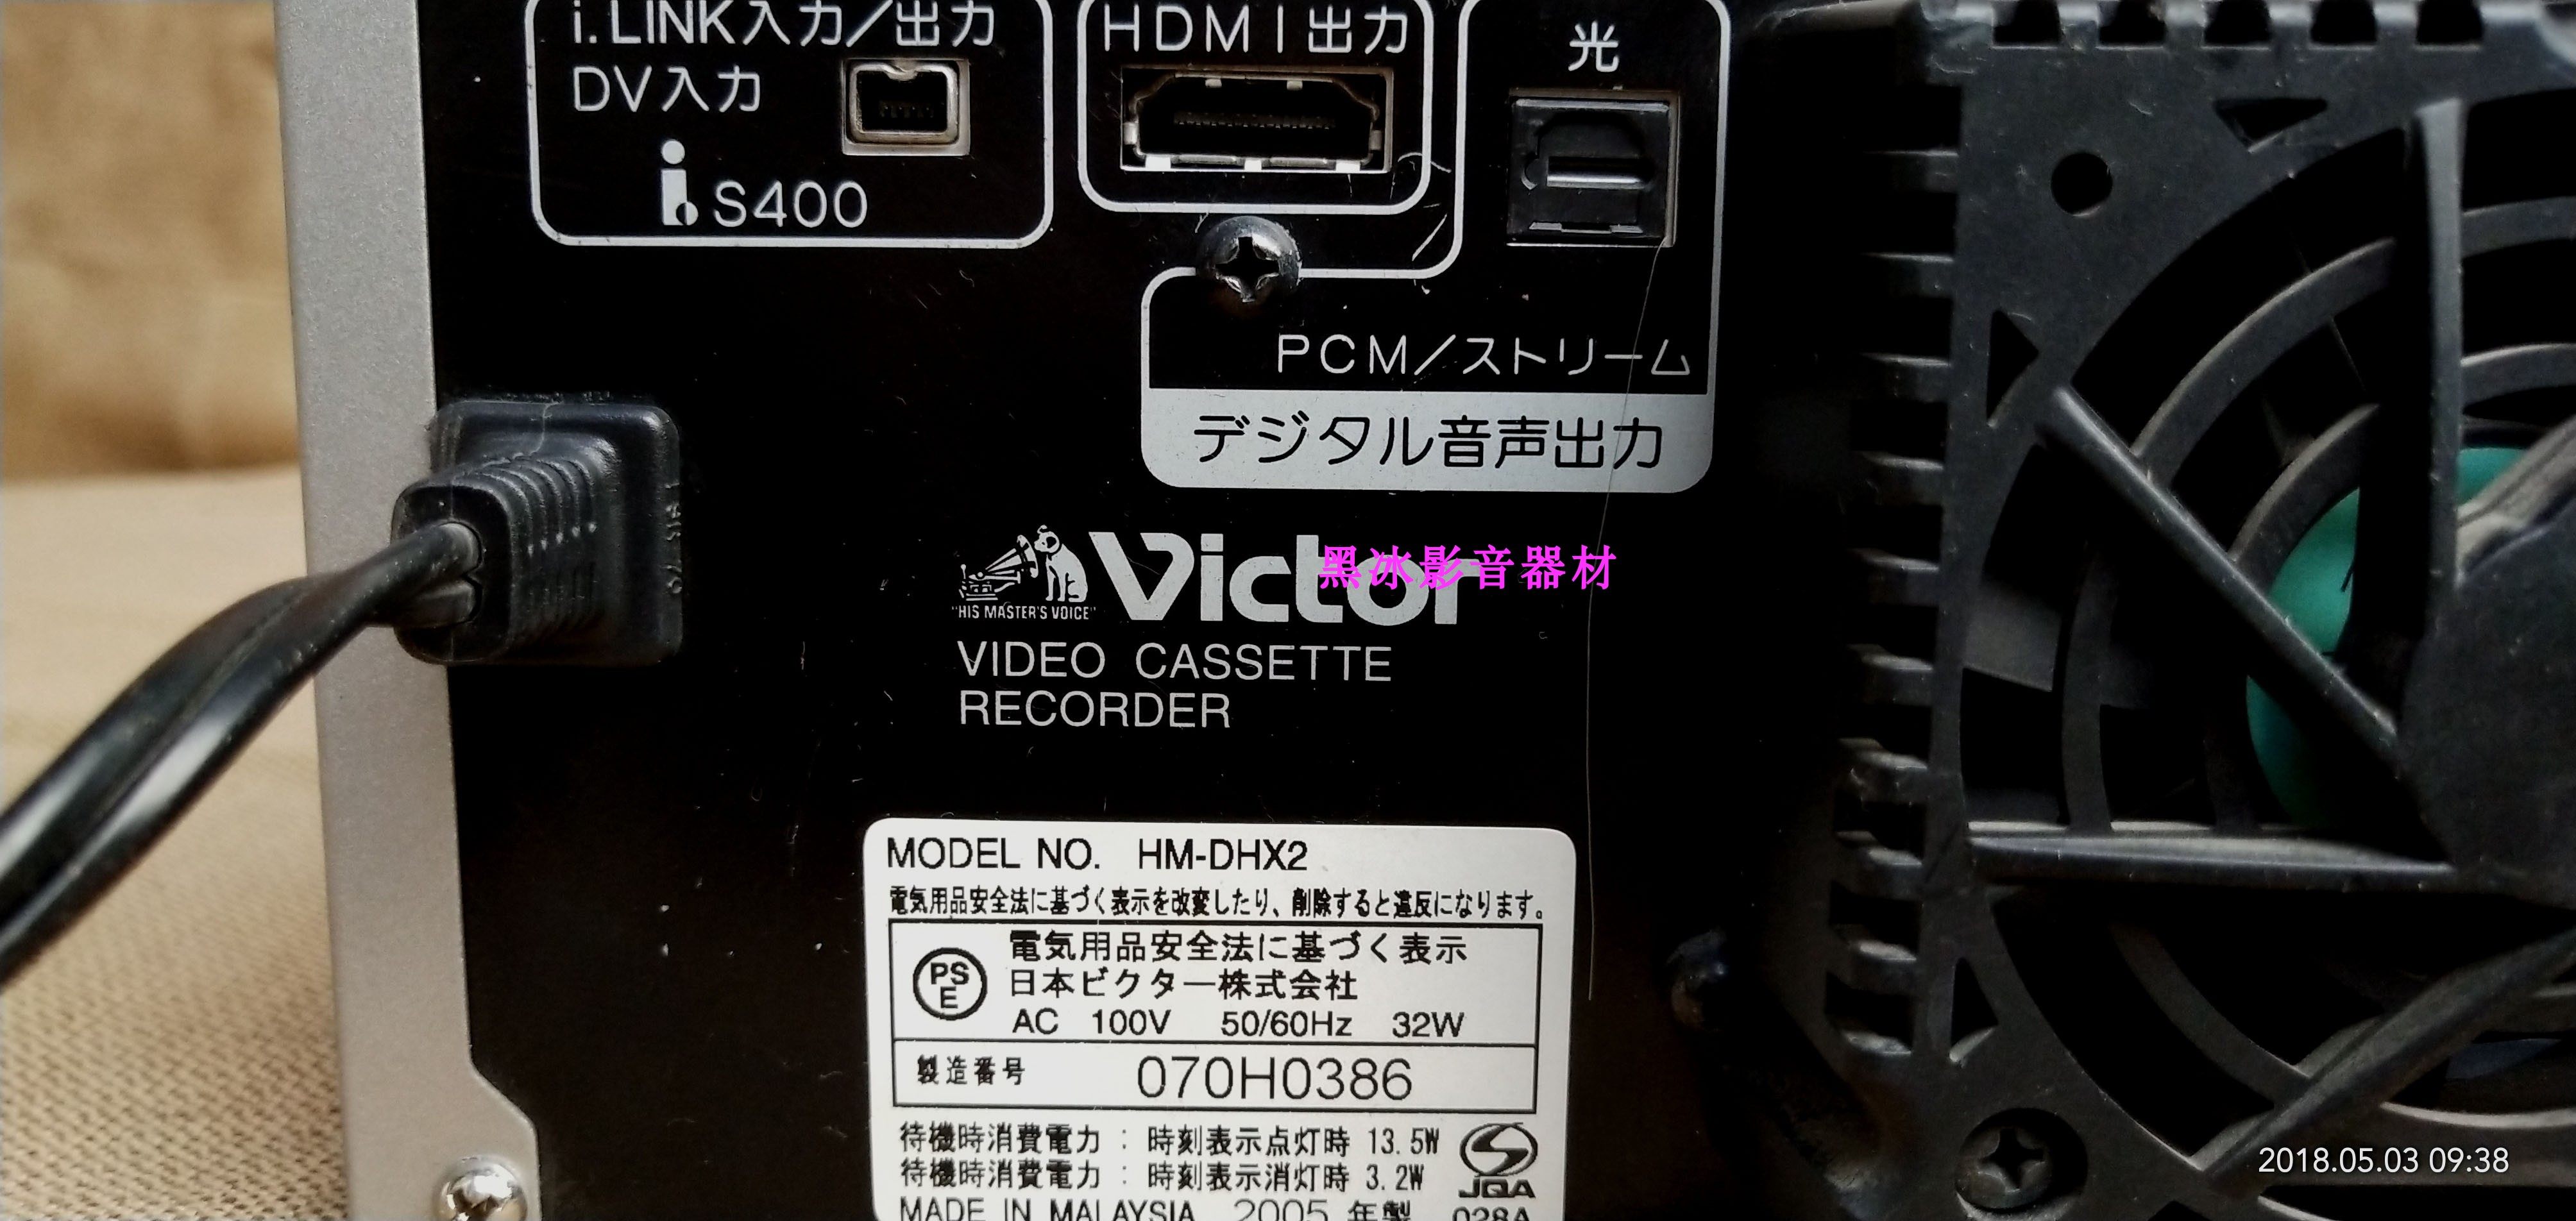 i.LINK入力/出力
DV入力
i S400
HDMI出力
光
PCM/ストリーム
デジタル音声出力
"HIS MASTER'S VOICE"
Victor
黑冰影音器材
VIDEO CASSETTE
RECORDER
MODEL NO. HM-DHX2
電気用品安全法に基づく表示を改変したり、削除すると違反になります。
PS
E
電気用品安全法に基づく表示
日本ビクター株式会社
AC 100V 50/60Hz 32W
製造番号 070H0386
待機時消費電力 : 時刻表示点灯時 13.5W
待機時消費電力 : 時刻表示消灯時 3.2W
JQA
MADE IN MALAYSIA 2005 年製 028A
2018.05.03 09:38